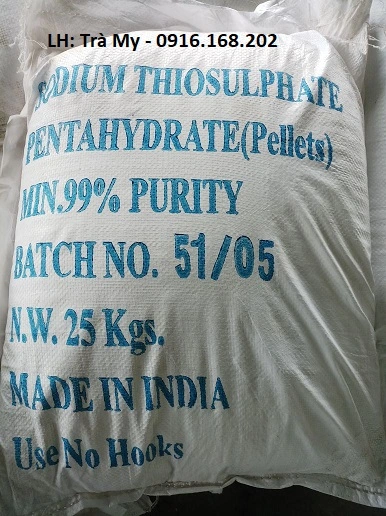 LH: Trà My - 0916.168.202
SODIUM THIOSULPHATE
PENTAHYDRATE(Pellets)
MIN.99% PURITY
BATCH NO. 51/05
N.W. 25 Kgs.
MADE IN INDIA
Use No Hooks